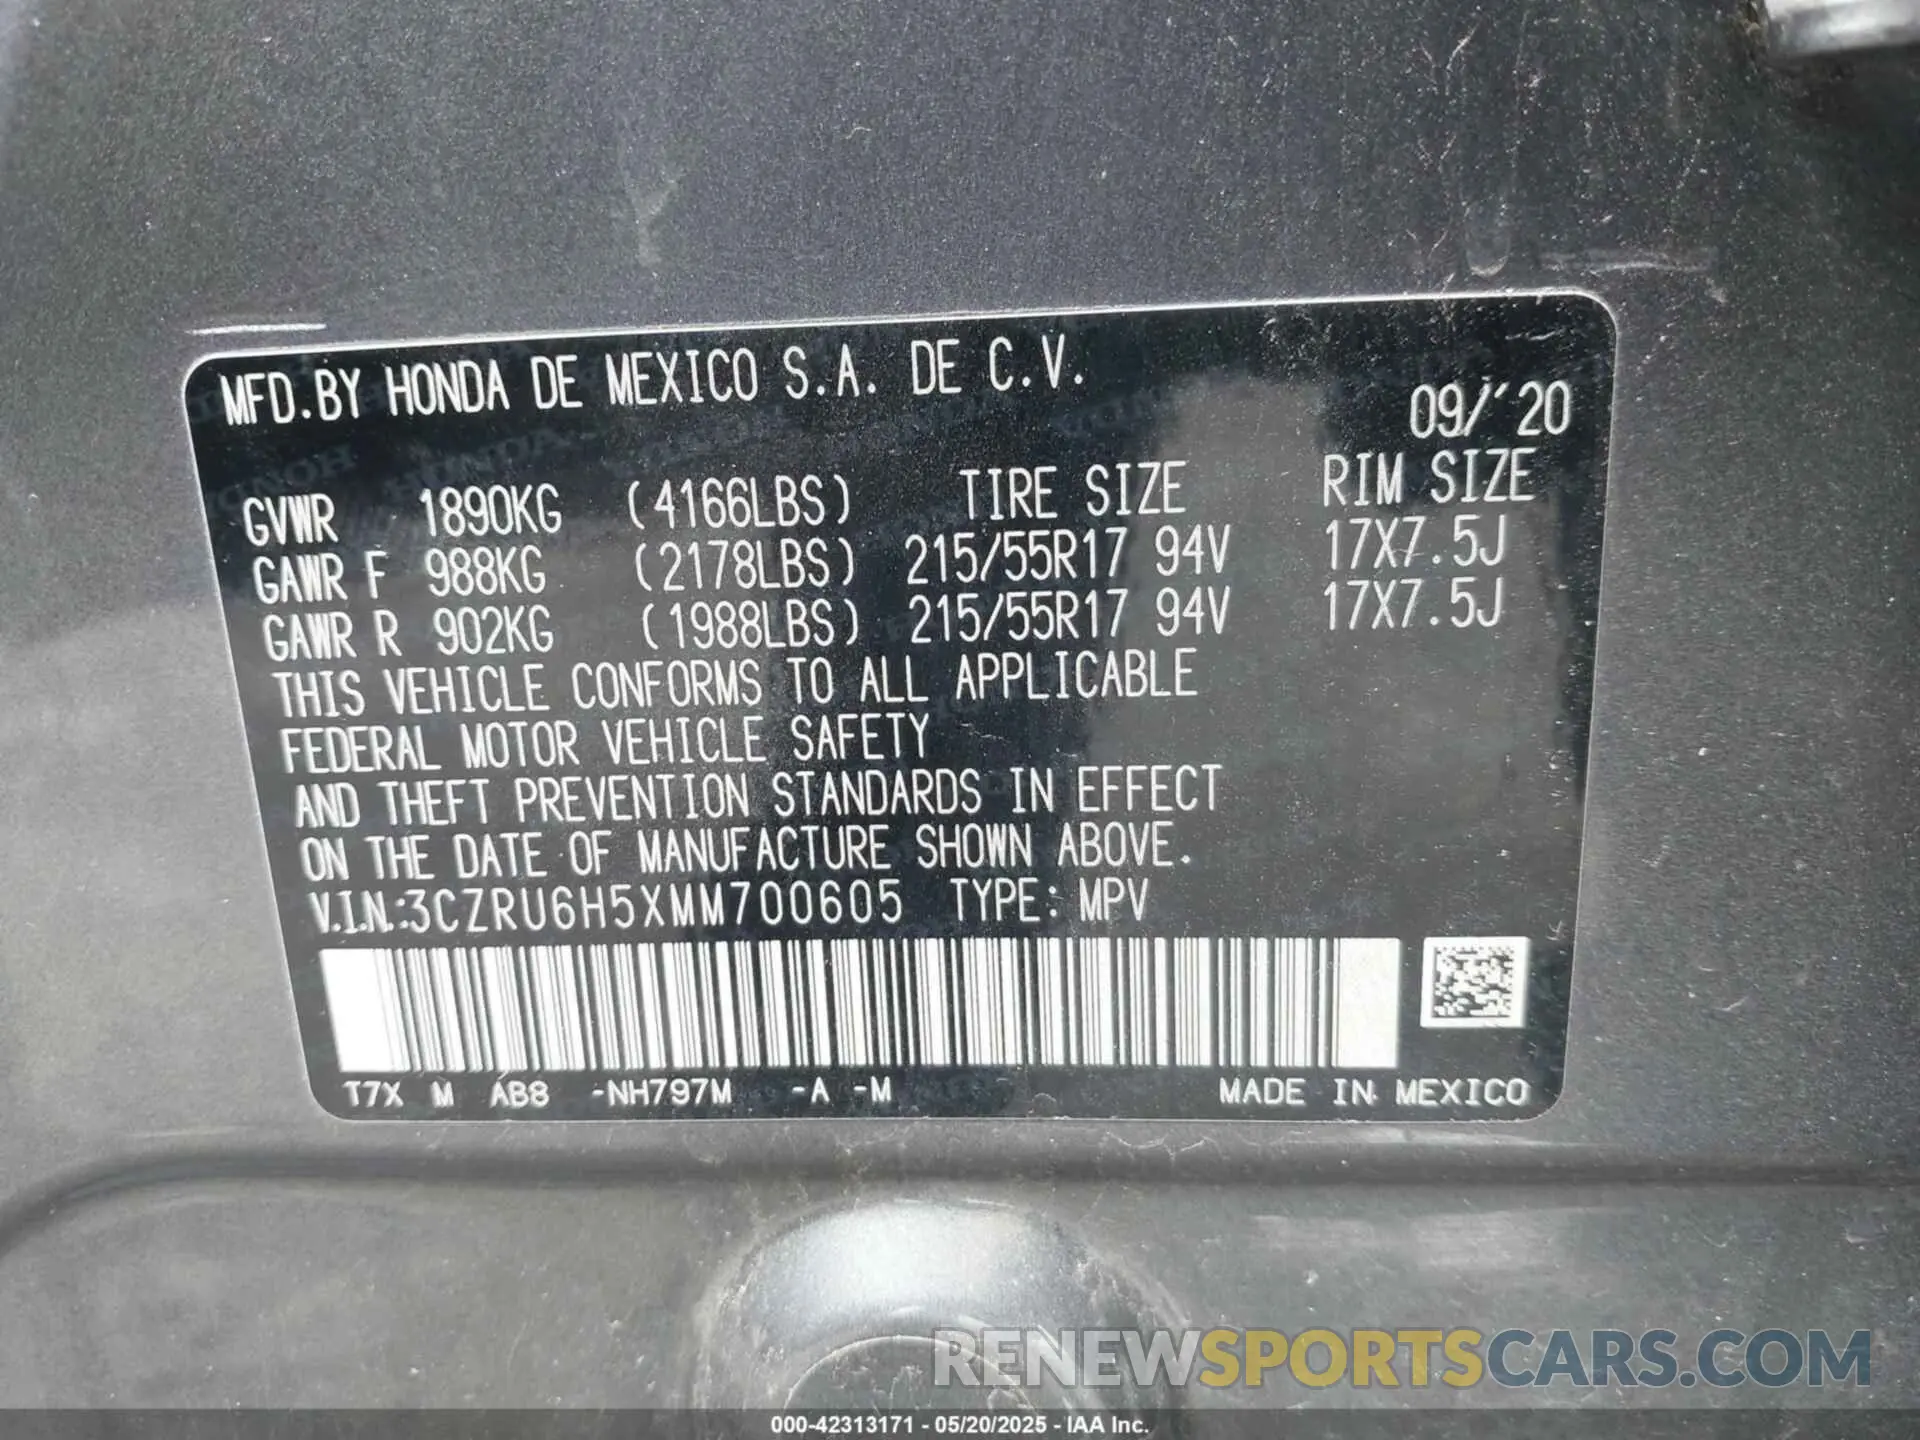 MFD.BY HONDA DE MEXICO S.A. DE C.V.
09/'20
GVWR 1890KG (4166LBS) TIRE SIZE RIM SIZE
GAWR F 988KG (2178LBS) 215/55R17 94V 17X7.5J
GAWR R 902KG (1988LBS) 215/55R17 94V 17X7.5J
THIS VEHICLE CONFORMS TO ALL APPLICABLE
FEDERAL MOTOR VEHICLE SAFETY
AND THEFT PREVENTION STANDARDS IN EFFECT
ON THE DATE OF MANUFACTURE SHOWN ABOVE.
V.I.N.:3CZRU6H5XMM700605 TYPE: MPV
T7X M AB8 -NH797M -A -M MADE IN MEXICO
RENEWSPORTSCARS.COM
000-42313171 - 05/20/2025 - IAA Inc.